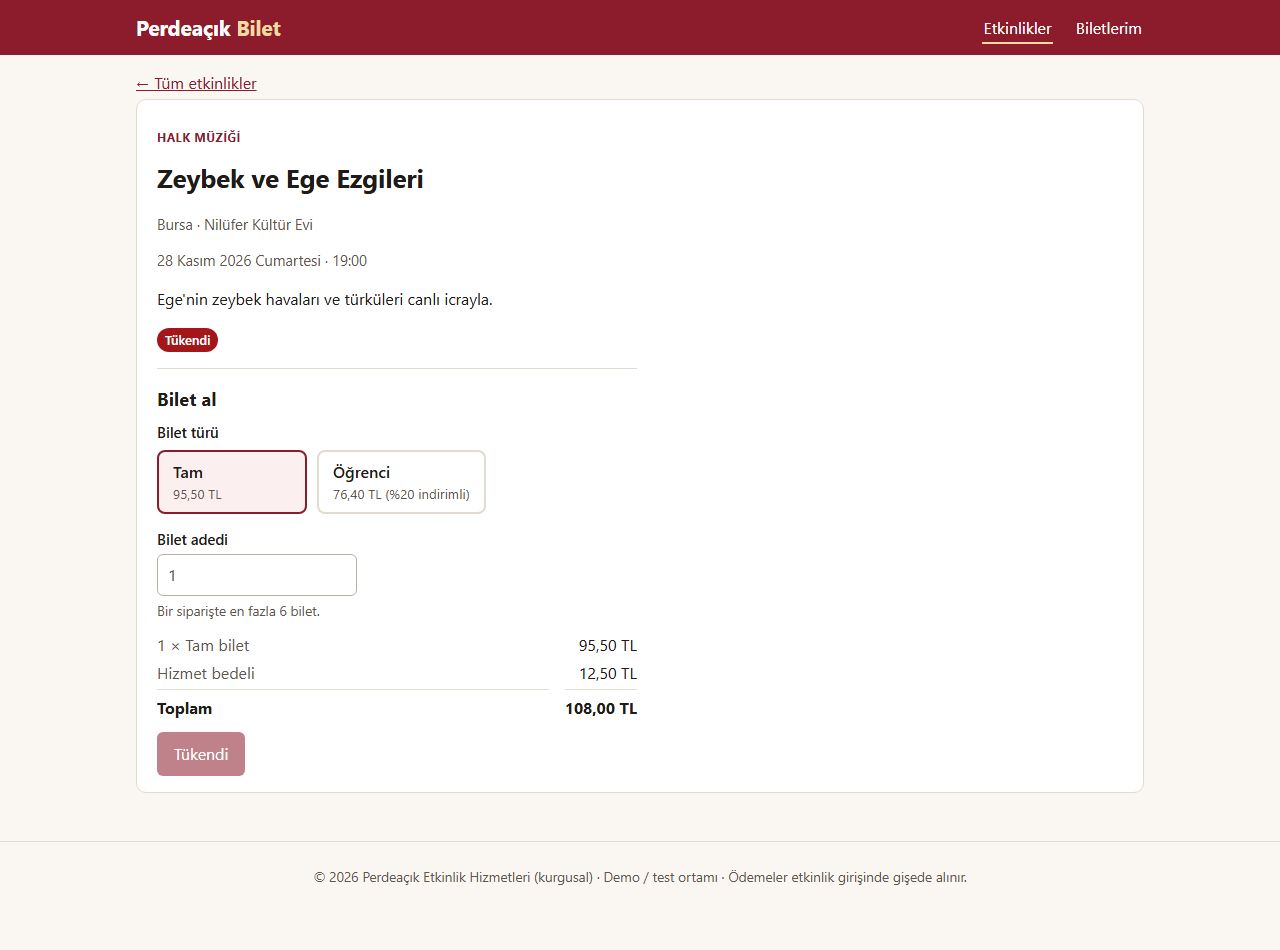 Perdeaçık Bilet
Etkinlikler
Biletlerim
← Tüm etkinlikler
HALK MÜZİĞİ
Zeybek ve Ege Ezgileri
Bursa · Nilüfer Kültür Evi
28 Kasım 2026 Cumartesi · 19:00
Ege'nin zeybek havaları ve türküleri canlı icrayla.
Tükendi
Bilet al
Bilet türü
Tam
95,50 TL
Öğrenci
76,40 TL (%20 indirimli)
Bilet adedi
1
Bir siparişte en fazla 6 bilet.
1 × Tam bilet 95,50 TL
Hizmet bedeli 12,50 TL
Toplam 108,00 TL
Tükendi
© 2026 Perdeaçık Etkinlik Hizmetleri (kurgusal) · Demo / test ortamı · Ödemeler etkinlik girişinde gişede alınır.